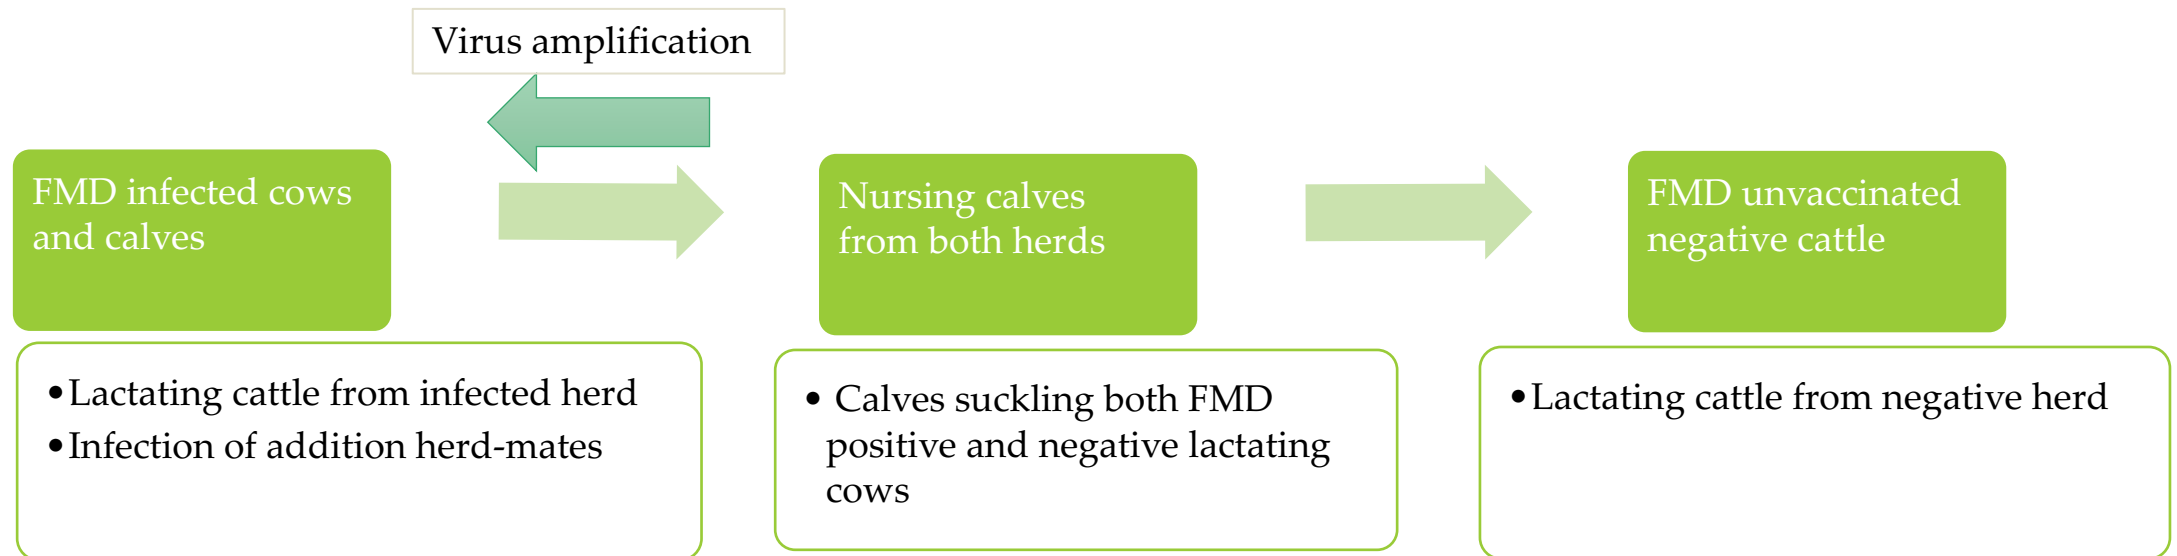 Virus amplification
FMD infected cows
and calves
Nursing calves
from both herds
FMD unvaccinated
negative cattle
•Lactating cattle from infected herd
•Infection of addition herd-mates
• Calves suckling both FMD
positive and negative lactating
cows
•Lactating cattle from negative herd